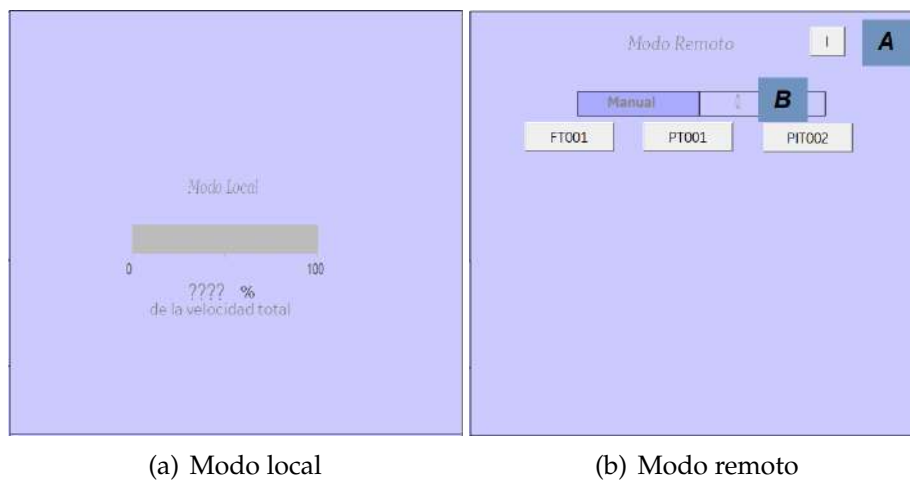 Modo Local
0 100
???? %
de la velocidad total
Modo Remoto I A
Manual B
FT001 PT001 PIT002
(a) Modo local (b) Modo remoto